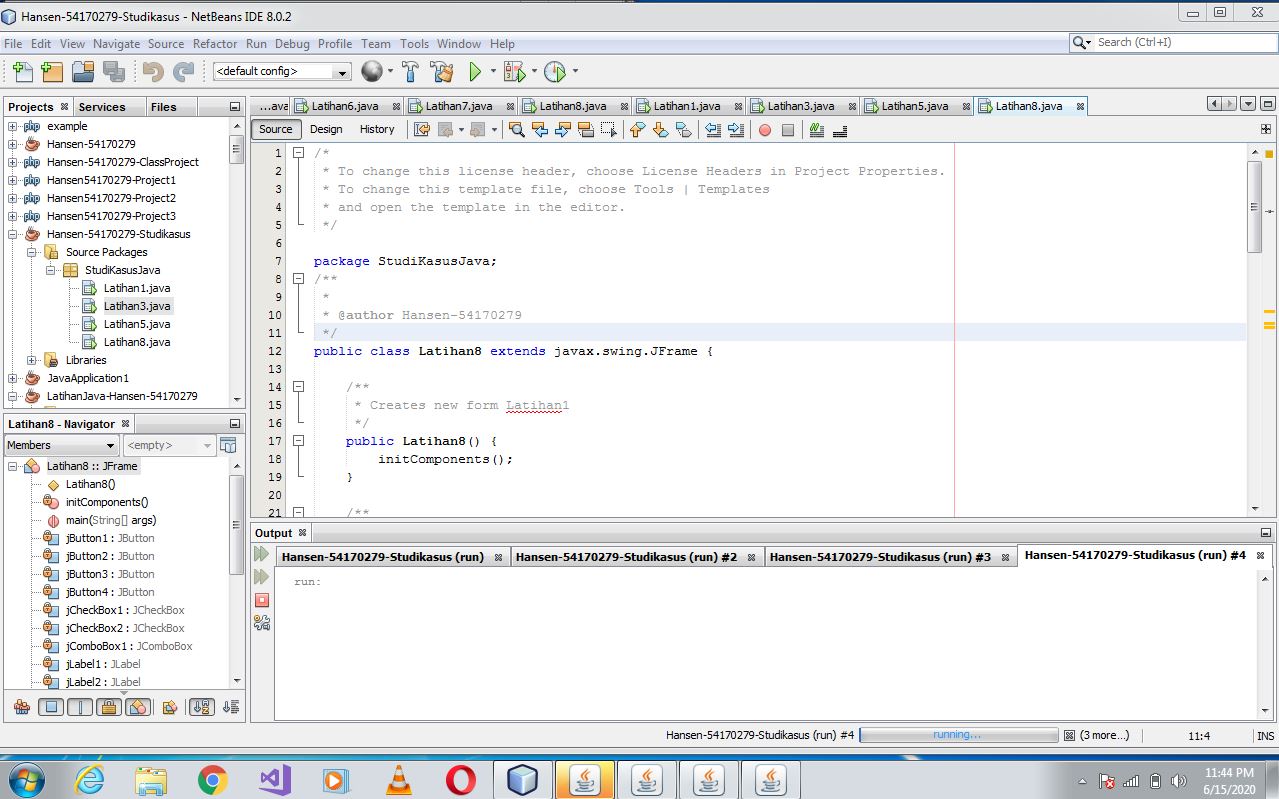 Hansen-54170279-Studikasus - NetBeans IDE 8.0.2
File Edit View Navigate Source Refactor Run Debug Profile Team Tools Window Help
Search (Ctrl+I)
<default config>
Projects Services Files
...ava Latihan6.java Latihan7.java Latihan8.java Latihan1.java Latihan3.java Latihan5.java Latihan8.java
example
Hansen-54170279
Hansen-54170279-ClassProject
Hansen54170279-Project1
Hansen54170279-Project2
Hansen54170279-Project3
Hansen-54170279-Studikasus
Source Packages
StudiKasusJava
Latihan1.java
Latihan3.java
Latihan5.java
Latihan8.java
Libraries
JavaApplication1
LatihanJava-Hansen-54170279
Source Design History
1 /*
2 * To change this license header, choose License Headers in Project Properties.
3 * To change this template file, choose Tools | Templates
4 * and open the template in the editor.
5 */
6
7 package StudiKasusJava;
8 /**
9 *
10 * @author Hansen-54170279
11 */
12 public class Latihan8 extends javax.swing.JFrame {
13
14 /**
15 * Creates new form Latihan1
16 */
17 public Latihan8() {
18 initComponents();
19 }
20
21 /**
Latihan8 - Navigator
Members <empty>
Latihan8 :: JFrame
Latihan8()
initComponents()
main(String[] args)
jButton1 : JButton
jButton2 : JButton
jButton3 : JButton
jButton4 : JButton
jCheckBox1 : JCheckBox
jCheckBox2 : JCheckBox
jComboBox1 : JComboBox
jLabel1 : JLabel
jLabel2 : JLabel
Output
Hansen-54170279-Studikasus (run) Hansen-54170279-Studikasus (run) #2 Hansen-54170279-Studikasus (run) #3 Hansen-54170279-Studikasus (run) #4
run:
Hansen-54170279-Studikasus (run) #4 running... (3 more...) 11:4 INS
11:44 PM
6/15/2020